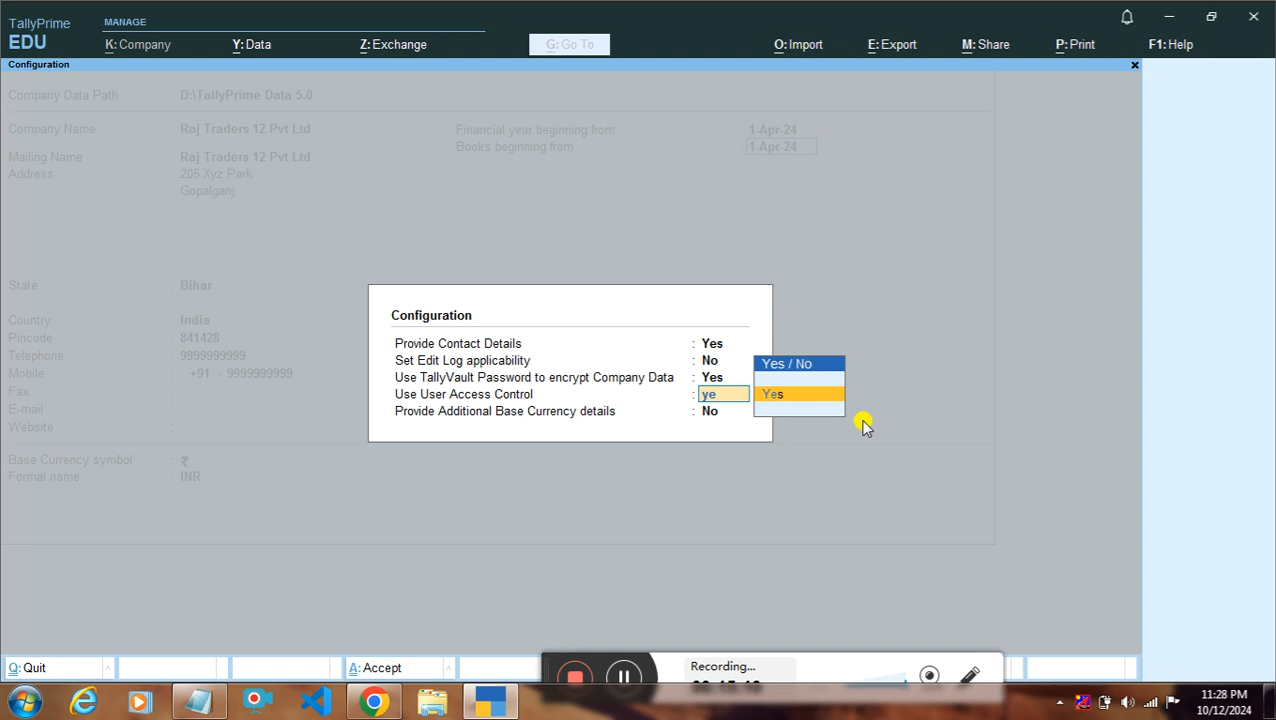 TallyPrime
EDU
MANAGE
K: Company
Y: Data
Z: Exchange
G: Go To
O: Import
E: Export
M: Share
P: Print
F1: Help
Configuration
Company Data Path : D:\TallyPrime Data 5.0
Company Name : Raj Traders 12 Pvt Ltd
Financial year beginning from : 1-Apr-24
Books beginning from : 1-Apr-24
Mailing Name : Raj Traders 12 Pvt Ltd
Address : 205 Xyz Park
Gopalganj
State : Bihar
Country : India
Pincode : 841428
Telephone : 9999999999
Mobile : +91 - 9999999993
Fax :
E-mail :
Website :
Base Currency symbol : ₹
Formal name : INR
Configuration
Provide Contact Details : Yes
Set Edit Log applicability : No
Use TallyVault Password to encrypt Company Data : Yes
Use User Access Control : ye
Provide Additional Base Currency details : No
Yes / No
Yes
Q: Quit
A: Accept
Recording...
11:28 PM
10/12/2024